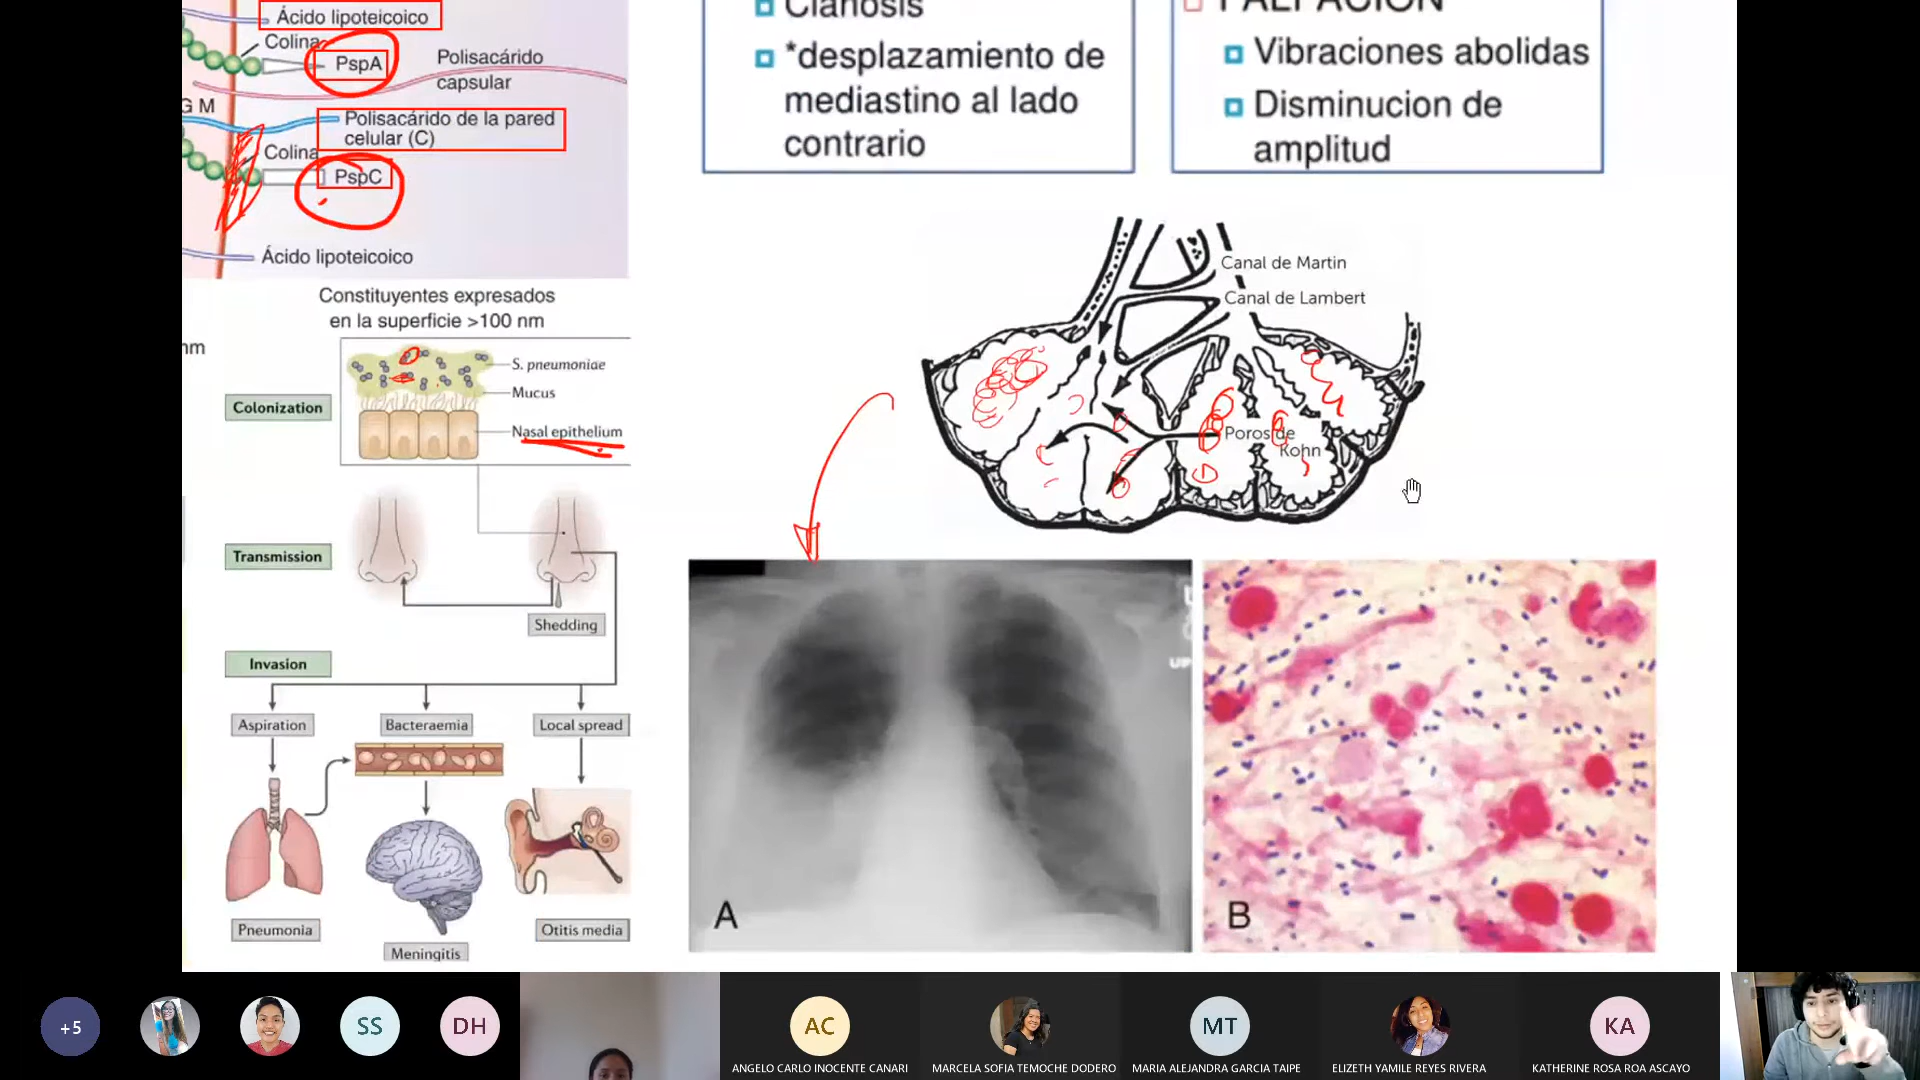 Ácido lipoteicoico
Colina
PspA
Polisacárido
capsular
G M
Polisacárido de la pared
celular (C)
Colina
PspC
Ácido lipoteicoico
Constituyentes expresados
en la superficie >100 nm
nm
S. pneumoniae
Mucus
Nasal epithelium
Colonization
Transmission
Shedding
Invasion
Aspiration
Bacteraemia
Local spread
Pneumonia
Meningitis
Otitis media
Cianosis
*desplazamiento de
mediastino al lado
contrario
PALPACION
Vibraciones abolidas
Disminucion de
amplitud
Canal de Martin
Canal de Lambert
Poros de
Kohn
A
UP
B
+5
SS
DH
AC
ANGELO CARLO INOCENTE CANARI
MARCELA SOFIA TEMOCHE DODERO
MT
MARIA ALEJANDRA GARCIA TAIPE
ELIZETH YAMILE REYES RIVERA
KA
KATHERINE ROSA ROA ASCAYO